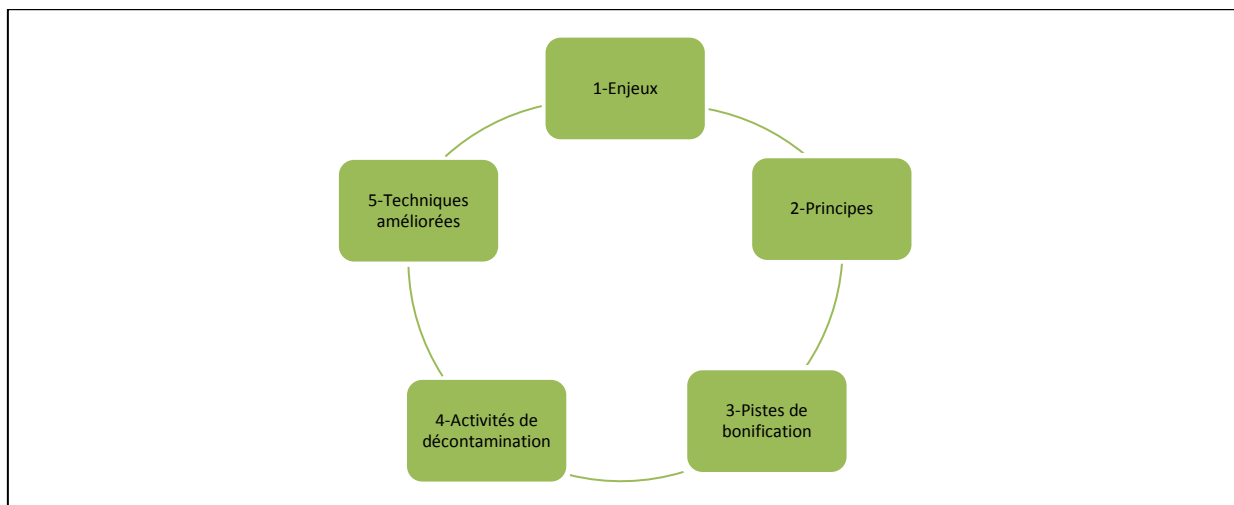 1-Enjeux
2-Principes
3-Pistes de
bonification
4-Activités de
décontamination
5-Techniques
améliorées